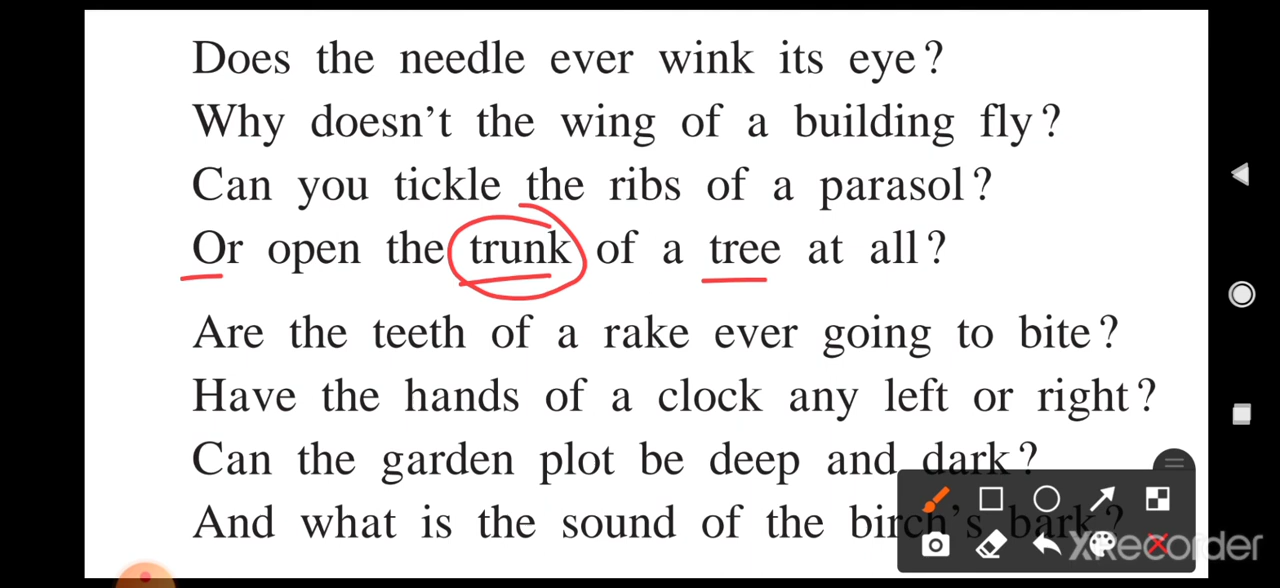 Does the needle ever wink its eye?
Why doesn't the wing of a building fly?
Can you tickle the ribs of a parasol?
Or open the trunk of a tree at all?
Are the teeth of a rake ever going to bite?
Have the hands of a clock any left or right?
Can the garden plot be deep and dark?
And what is the sound of the birch's bark?
XRecorder